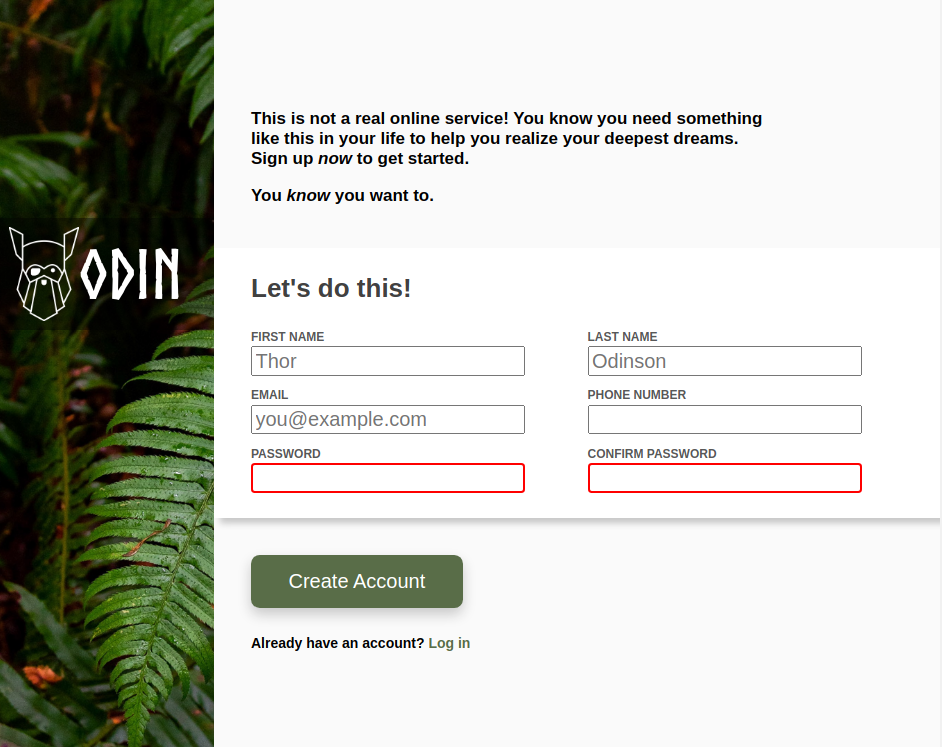 ODIN
This is not a real online service! You know you need something
like this in your life to help you realize your deepest dreams.
Sign up now to get started.
You know you want to.
Let's do this!
FIRST NAME
LAST NAME
Thor
Odinson
EMAIL
PHONE NUMBER
you@example.com
PASSWORD
CONFIRM PASSWORD
Create Account
Already have an account? Log in